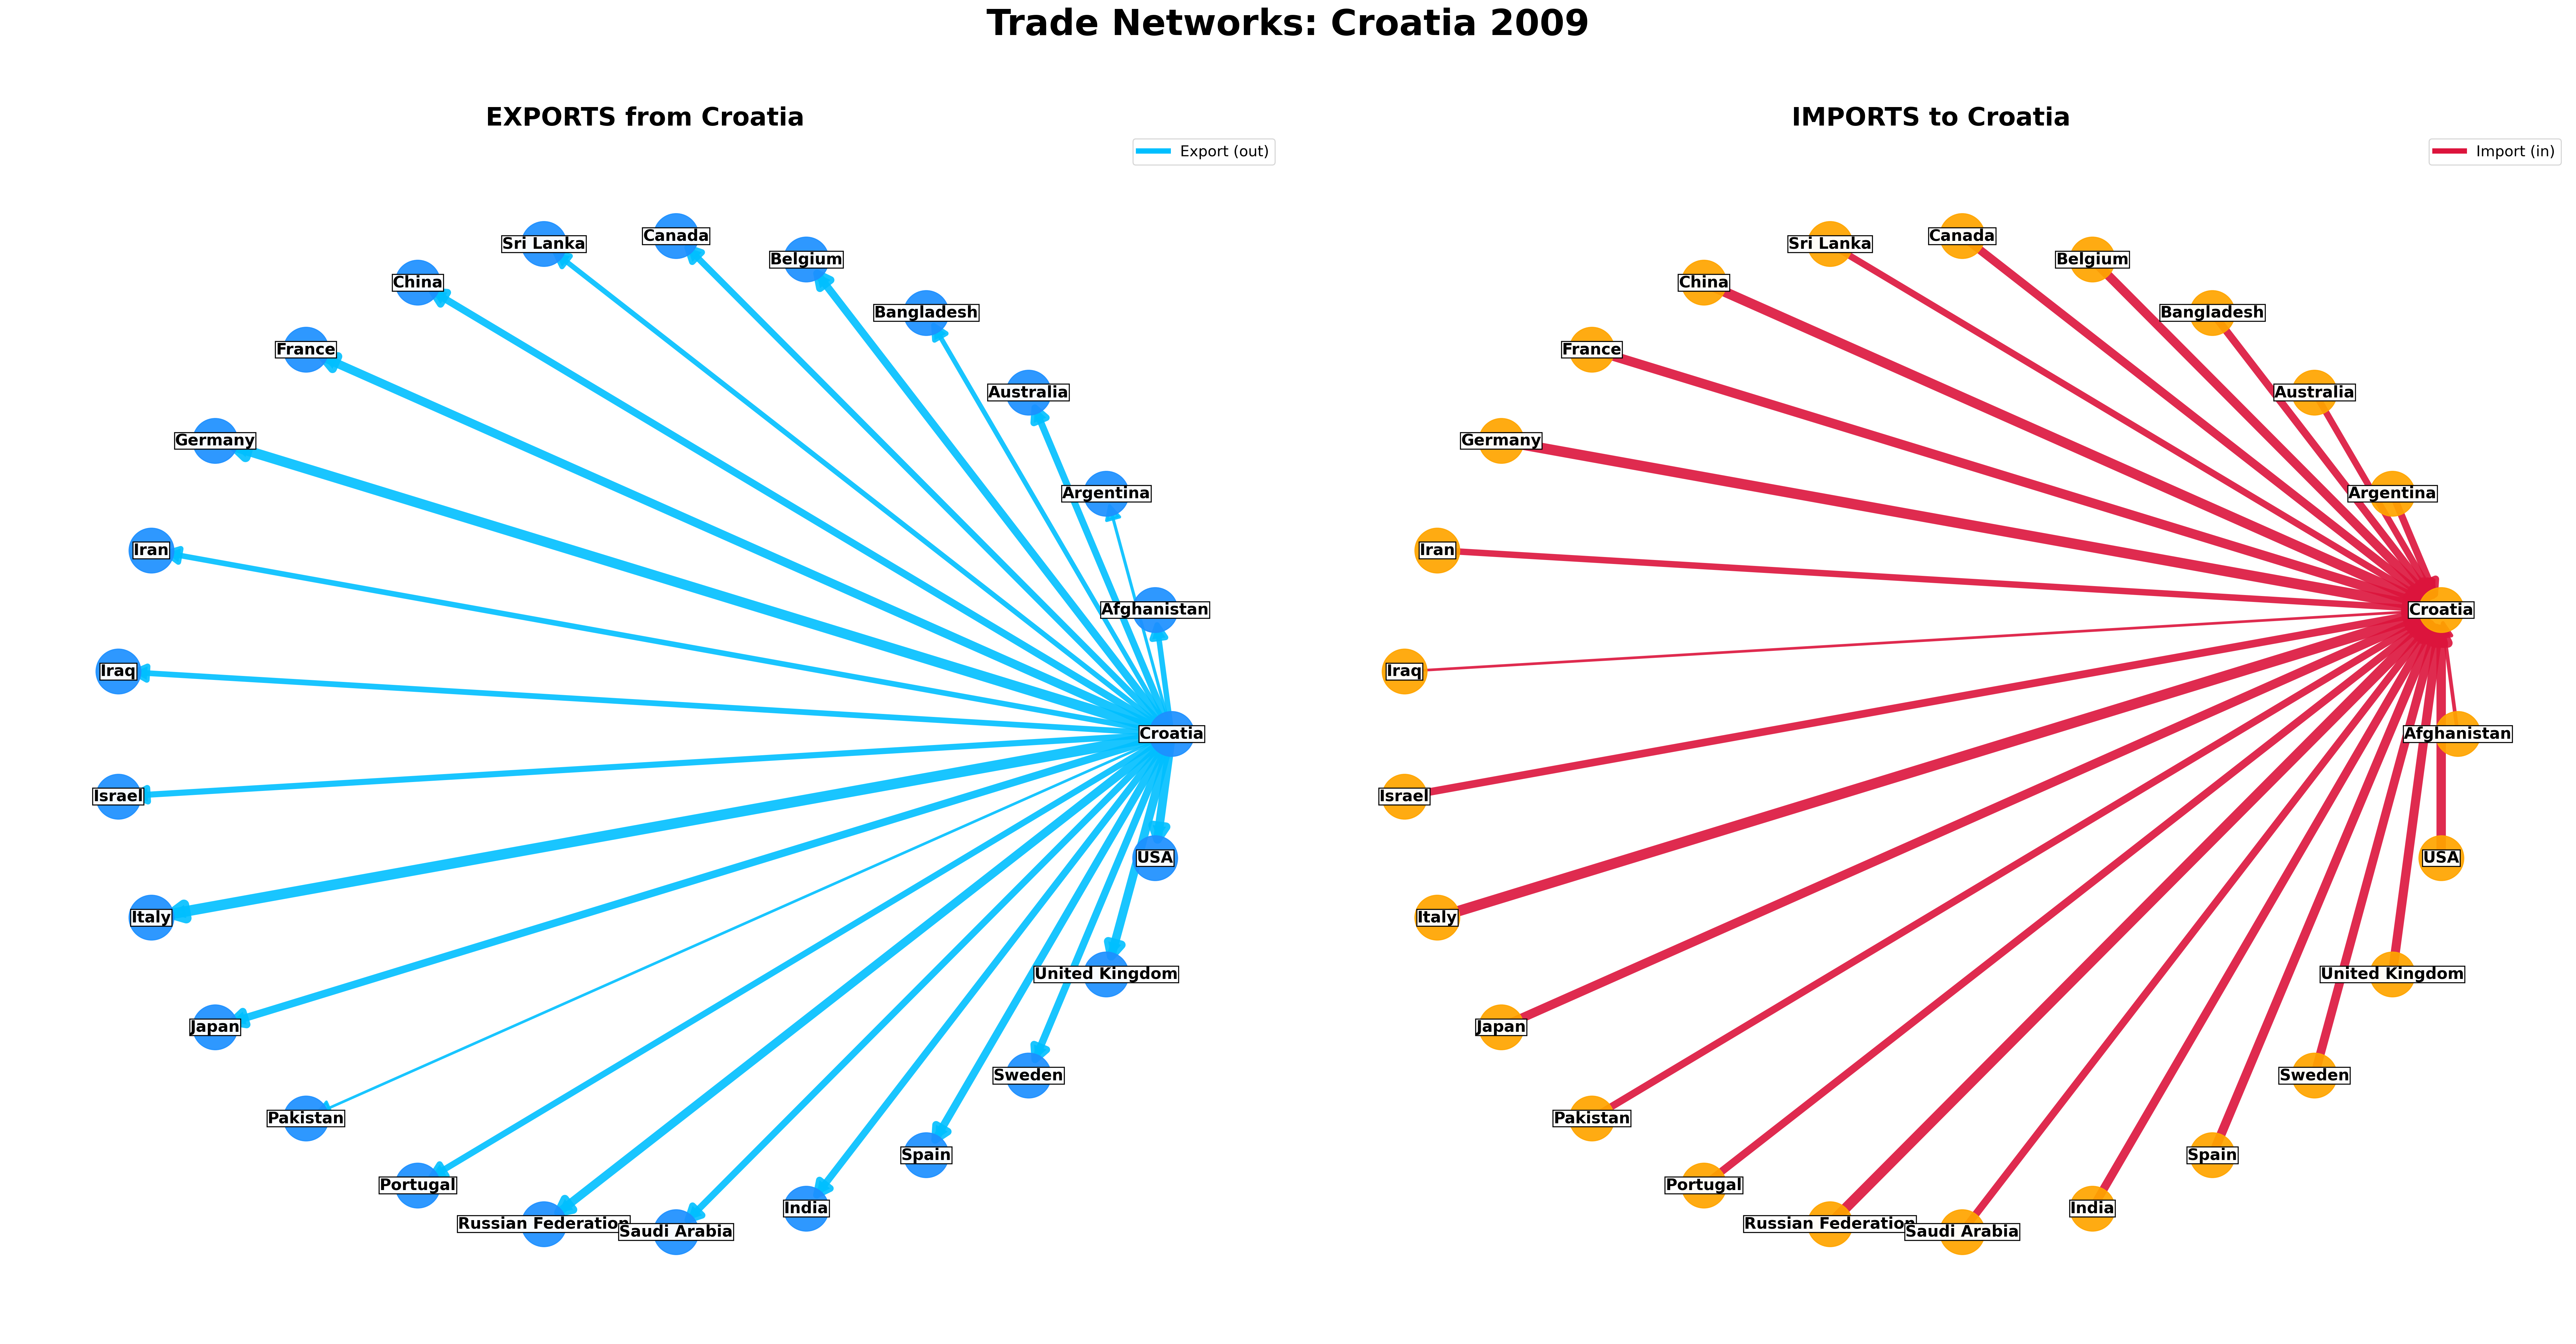 Trade Networks: Croatia 2009
EXPORTS from Croatia
Export (out)
Sri Lanka
Canada
Belgium
China
Bangladesh
France
Australia
Germany
Argentina
Iran
Afghanistan
Iraq
Croatia
Israel
USA
Italy
United Kingdom
Japan
Sweden
Pakistan
Spain
Portugal
India
Russian Federation
Saudi Arabia
IMPORTS to Croatia
Import (in)
Sri Lanka
Canada
Belgium
China
Bangladesh
France
Australia
Germany
Argentina
Iran
Croatia
Iraq
Afghanistan
Israel
USA
Italy
United Kingdom
Japan
Sweden
Pakistan
Spain
Portugal
India
Russian Federation
Saudi Arabia